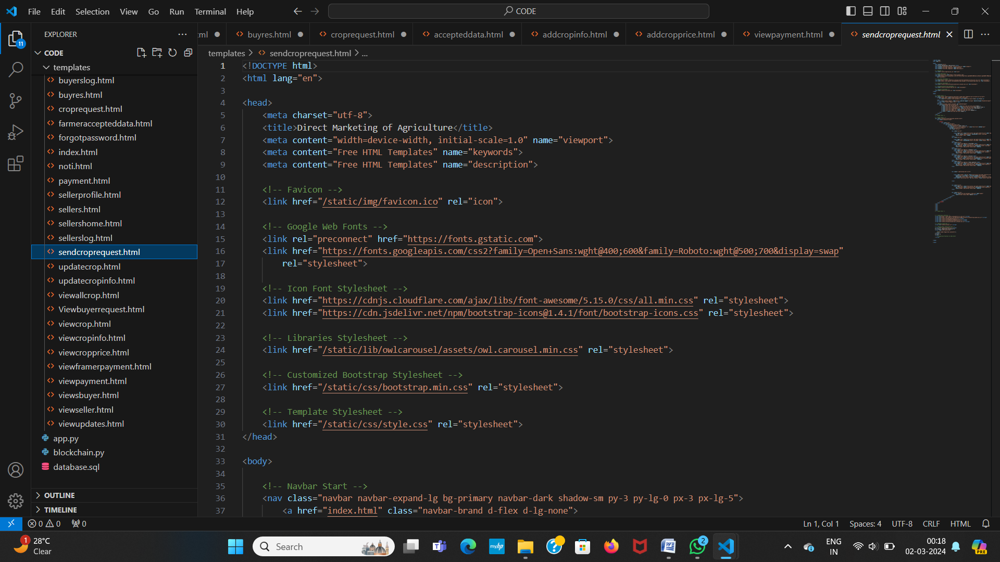 File Edit Selection View Go Run Terminal Help
CODE
EXPLORER
CODE
templates
buyerslog.html
buyres.html
croprequest.html
farmeraccepteddata.html
forgotpassword.html
index.html
noti.html
payment.html
sellerprofile.html
sellers.html
sellershome.html
sellerslog.html
sendcroprequest.html
updatecrop.html
updatecropinfo.html
viewallcrop.html
Viewbuyerrequest.html
viewcrop.html
viewcropinfo.html
viewcropprice.html
viewframerpayment.html
viewpayment.html
viewsbuyer.html
viewseller.html
viewupdates.html
app.py
blockchain.py
database.sql
OUTLINE
TIMELINE
11
ml buyres.html croprequest.html accepteddata.html addcropinfo.html addcropprice.html viewpayment.html sendcroprequest.html
templates > sendcroprequest.html > ...
1 <!DOCTYPE html>
2 <html lang="en">
3
4 <head>
5 <meta charset="utf-8">
6 <title>Direct Marketing of Agriculture</title>
7 <meta content="width=device-width, initial-scale=1.0" name="viewport">
8 <meta content="Free HTML Templates" name="keywords">
9 <meta content="Free HTML Templates" name="description">
10
11 <!-- Favicon -->
12 <link href="/static/img/favicon.ico" rel="icon">
13
14 <!-- Google Web Fonts -->
15 <link rel="preconnect" href="https://fonts.gstatic.com">
16 <link href="https://fonts.googleapis.com/css2?family=Open+Sans:wght@400;600&family=Roboto:wght@500;700&display=swap"
17 rel="stylesheet">
18
19 <!-- Icon Font Stylesheet -->
20 <link href="https://cdnjs.cloudflare.com/ajax/libs/font-awesome/5.15.0/css/all.min.css" rel="stylesheet">
21 <link href="https://cdn.jsdelivr.net/npm/bootstrap-icons@1.4.1/font/bootstrap-icons.css" rel="stylesheet">
22
23 <!-- Libraries Stylesheet -->
24 <link href="/static/lib/owlcarousel/assets/owl.carousel.min.css" rel="stylesheet">
25
26 <!-- Customized Bootstrap Stylesheet -->
27 <link href="/static/css/bootstrap.min.css" rel="stylesheet">
28
29 <!-- Template Stylesheet -->
30 <link href="/static/css/style.css" rel="stylesheet">
31 </head>
32
33 <body>
34
35 <!-- Navbar Start -->
36 <nav class="navbar navbar-expand-lg bg-primary navbar-dark shadow-sm py-3 py-lg-0 px-3 px-lg-5">
37 <a href="index.html" class="navbar-brand d-flex d-lg-none">
0 0 0 Ln 1, Col 1 Spaces: 4 UTF-8 CRLF HTML
1 28°C
Clear
Search
myhp
2
ENG
IN
00:18
02-03-2024
PRE